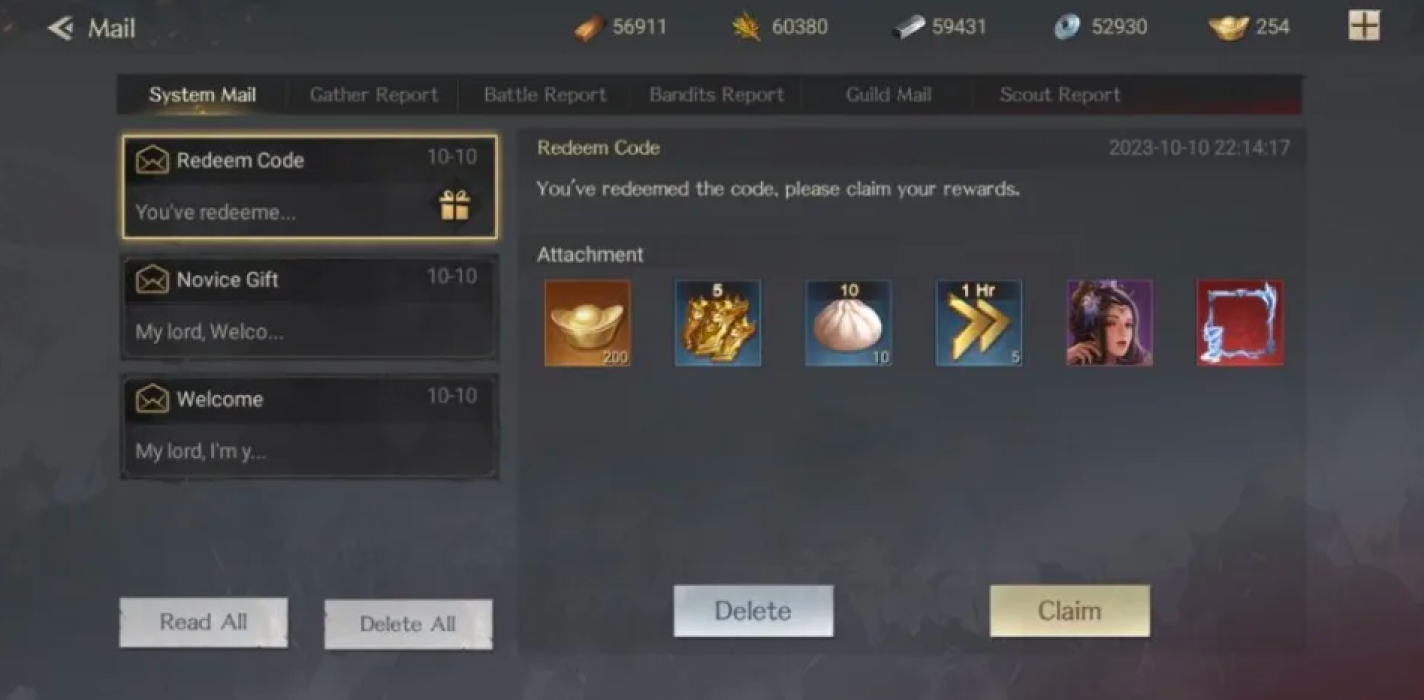 Mail
56911
60380
59431
52930
254
System Mail
Gather Report
Battle Report
Bandits Report
Guild Mail
Scout Report
Redeem Code
10-10
You've redeeme...
Novice Gift
10-10
My lord, Welco...
Welcome
10-10
My lord, I'm y...
Read All
Delete All
Redeem Code
2023-10-10 22:14:17
You've redeemed the code, please claim your rewards.
Attachment
200
5
10
10
1 Hr
5
Delete
Claim